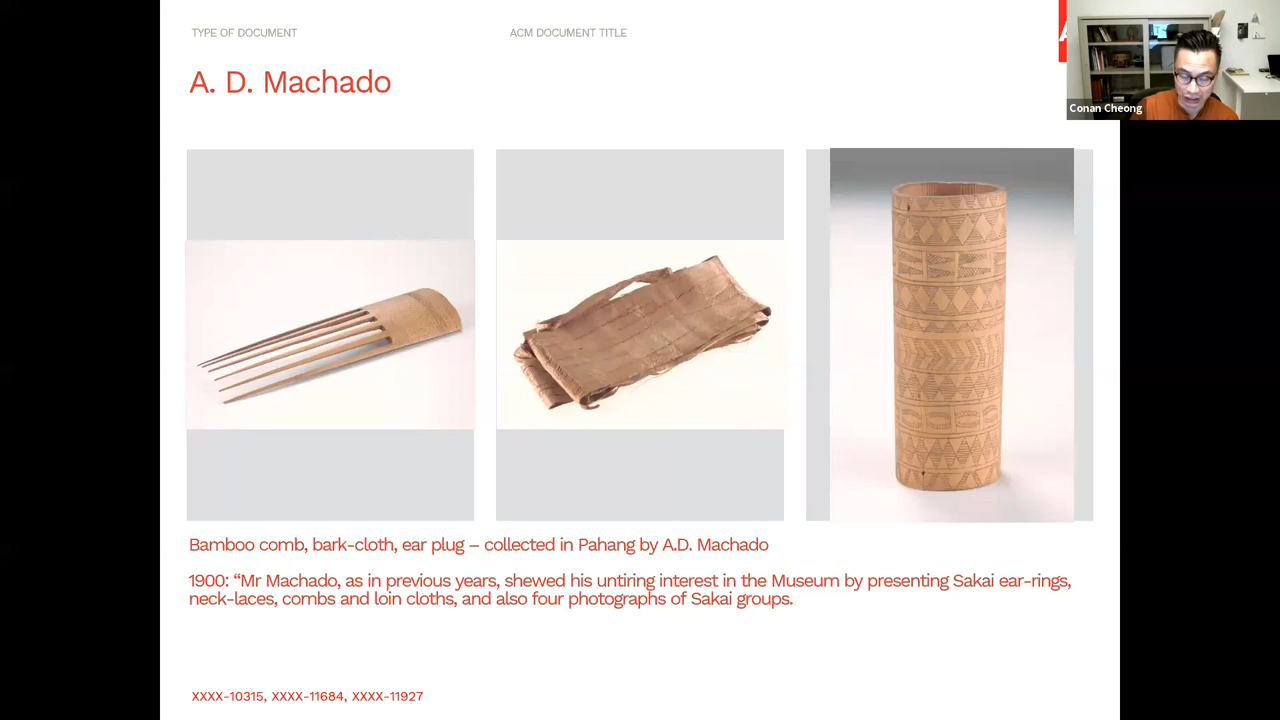 TYPE OF DOCUMENT
ACM DOCUMENT TITLE
A. D. Machado
Conan Cheong
Bamboo comb, bark-cloth, ear plug – collected in Pahang by A.D. Machado
1900: “Mr Machado, as in previous years, shewed his untiring interest in the Museum by presenting Sakai ear-rings,
neck-laces, combs and loin cloths, and also four photographs of Sakai groups.
XXXX-10315, XXXX-11684, XXXX-11927